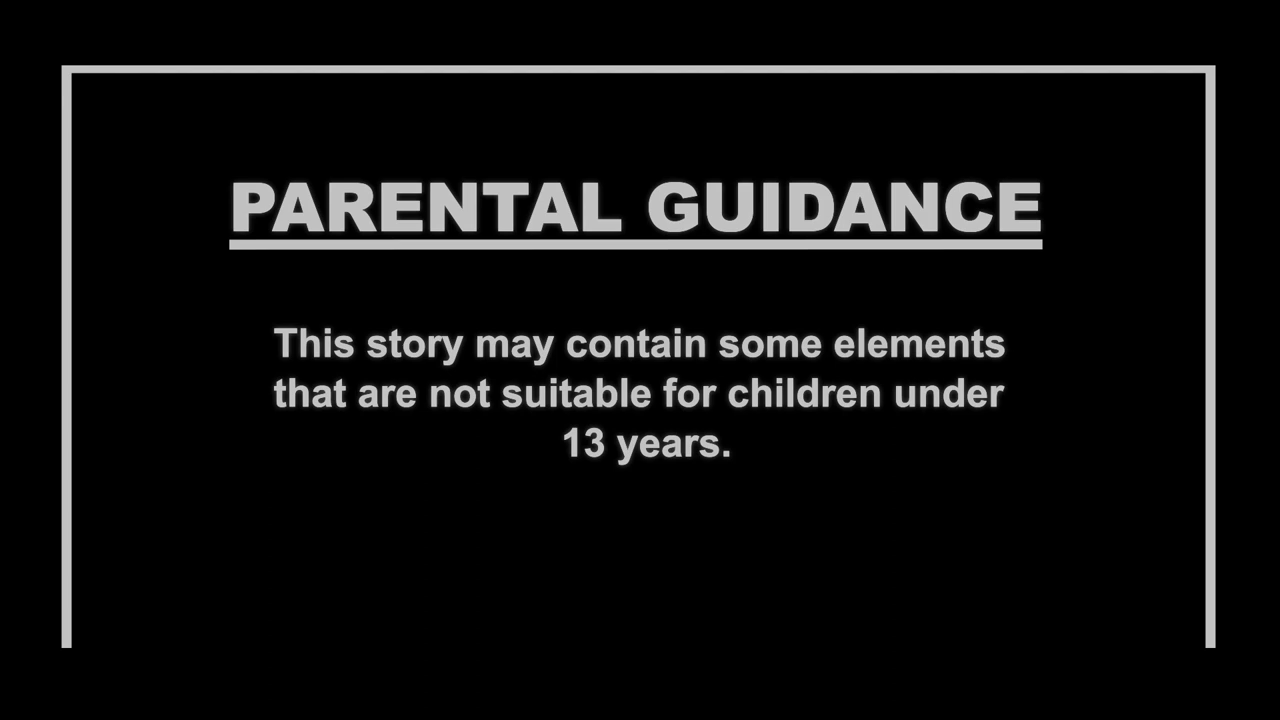 PARENTAL GUIDANCE
This story may contain some elements
that are not suitable for children under
13 years.